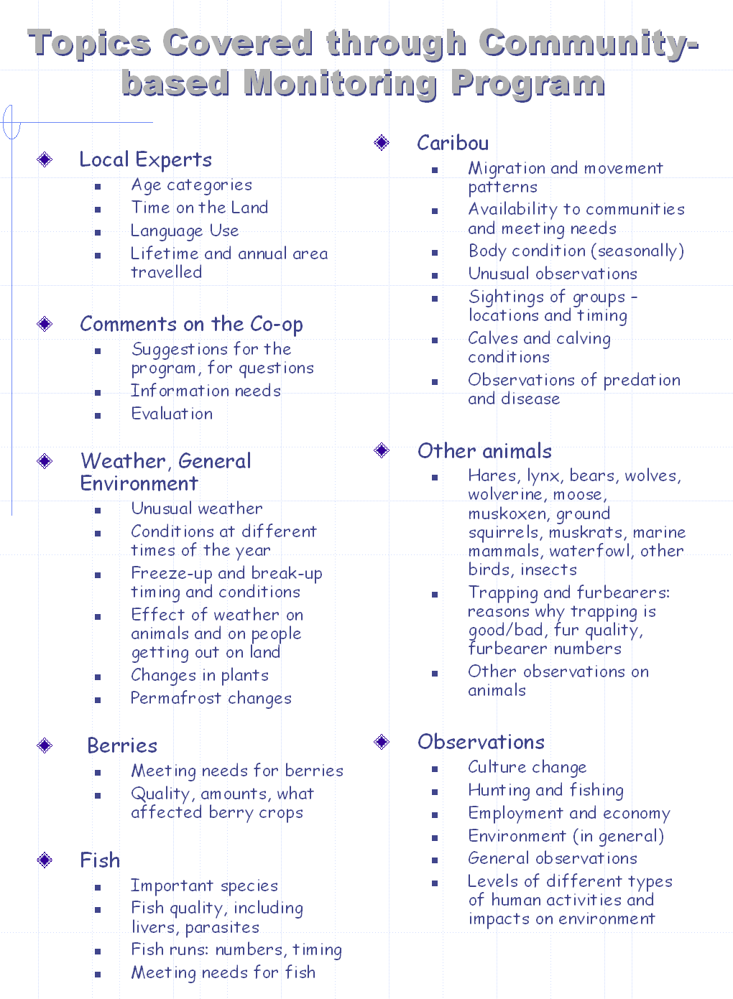 Topics Covered through Community-
based Monitoring Program
Local Experts
Age categories
Time on the Land
Language Use
Lifetime and annual area
travelled
Comments on the Co-op
Suggestions for the
program, for questions
Information needs
Evaluation
Weather, General
Environment
Unusual weather
Conditions at different
times of the year
Freeze-up and break-up
timing and conditions
Effect of weather on
animals and on people
getting out on land
Changes in plants
Permafrost changes
Berries
Meeting needs for berries
Quality, amounts, what
affected berry crops
Fish
Important species
Fish quality, including
livers, parasites
Fish runs: numbers, timing
Meeting needs for fish
Caribou
Migration and movement
patterns
Availability to communities
and meeting needs
Body condition (seasonally)
Unusual observations
Sightings of groups –
locations and timing
Calves and calving
conditions
Observations of predation
and disease
Other animals
Hares, lynx, bears, wolves,
wolverine, moose,
muskoxen, ground
squirrels, muskrats, marine
mammals, waterfowl, other
birds, insects
Trapping and furbearers:
reasons why trapping is
good/bad, fur quality,
furbearer numbers
Other observations on
animals
Observations
Culture change
Hunting and fishing
Employment and economy
Environment (in general)
General observations
Levels of different types
of human activities and
impacts on environment